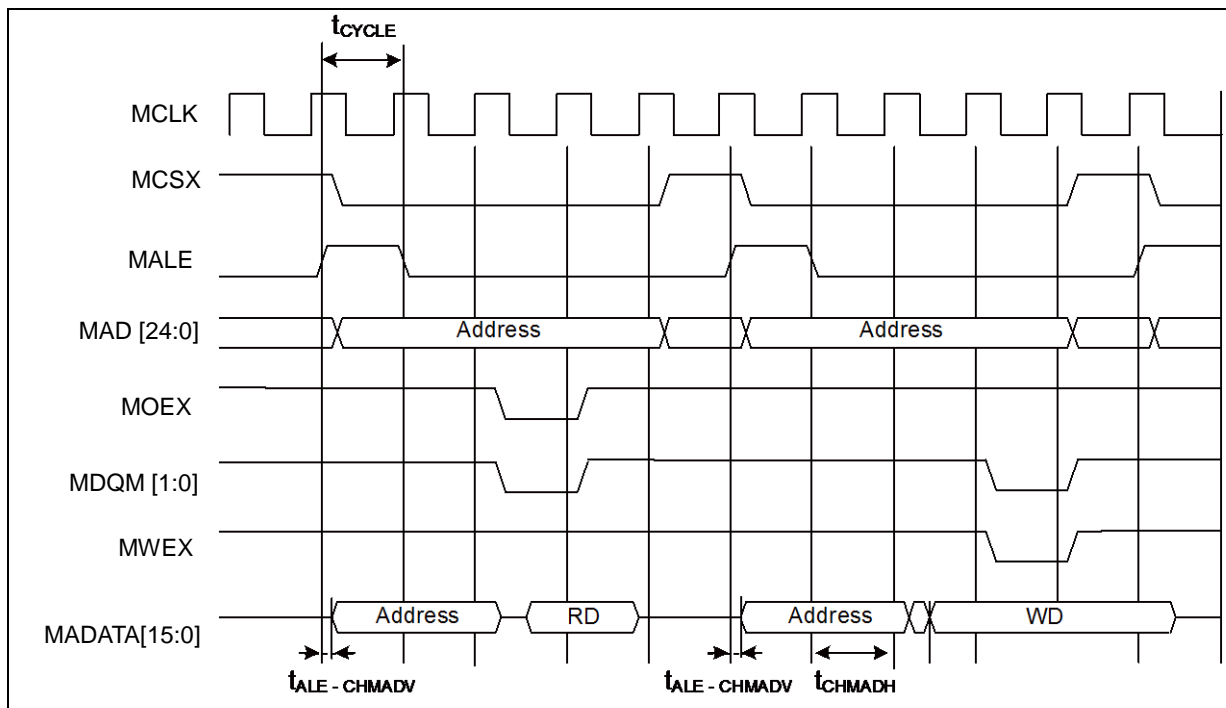 tCYCLE
MCLK
MCSX
MALE
MAD [24:0]
Address
Address
MOEX
MDQM [1:0]
MWEX
MADATA[15:0]
Address
RD
Address
WD
tALE - CHMADV
tALE - CHMADV
tCHMADH